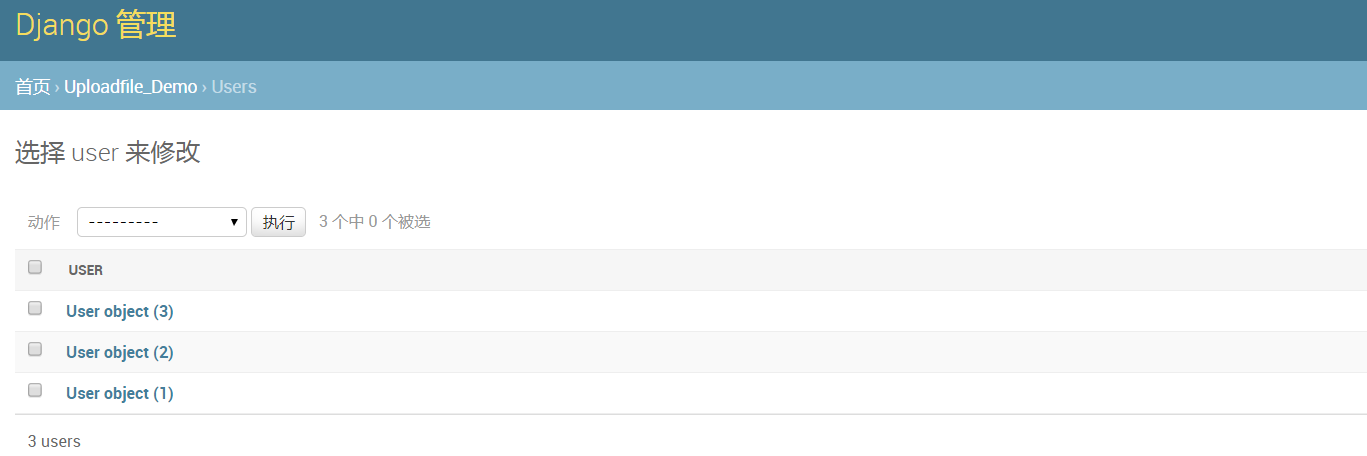 Django 管理
首页 › Uploadfile_Demo › Users
选择 user 来修改
动作 --------- 执行 3 个中 0 个被选
USER
User object (3)
User object (2)
User object (1)
3 users